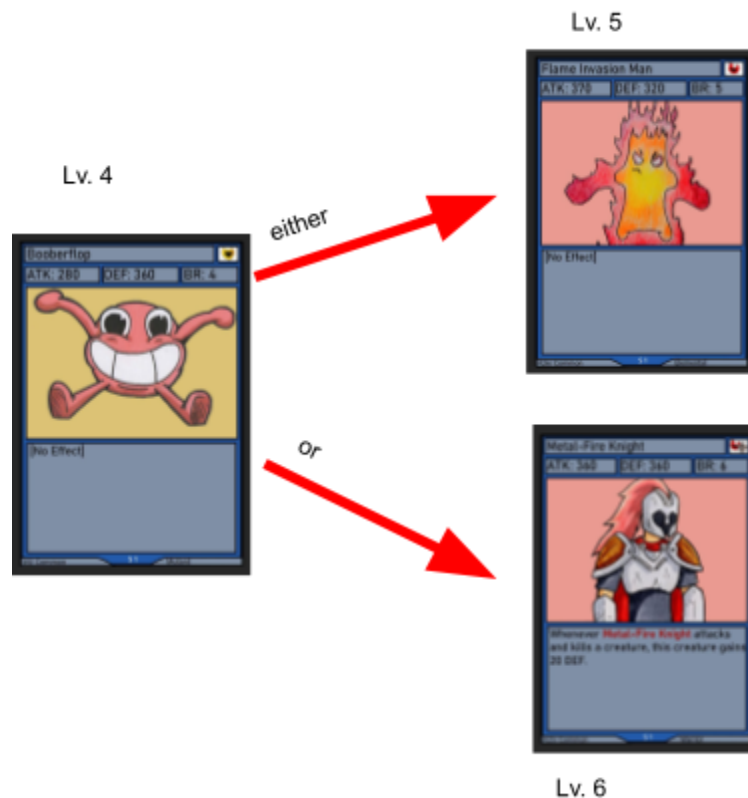 Lv. 5
Flame Invasion Man
ATK: 370 DEF: 320 BR: 5
[No Effect]
Lv. 4
either
Booberflop
ATK: 280 DEF: 360 BR: 4
[No Effect]
or
Metal-Fire Knight
ATK: 360 DEF: 360 BR: 6
Whenever Metal-Fire Knight attacks
and kills a creature, this creature gains
20 DEF.
Lv. 6